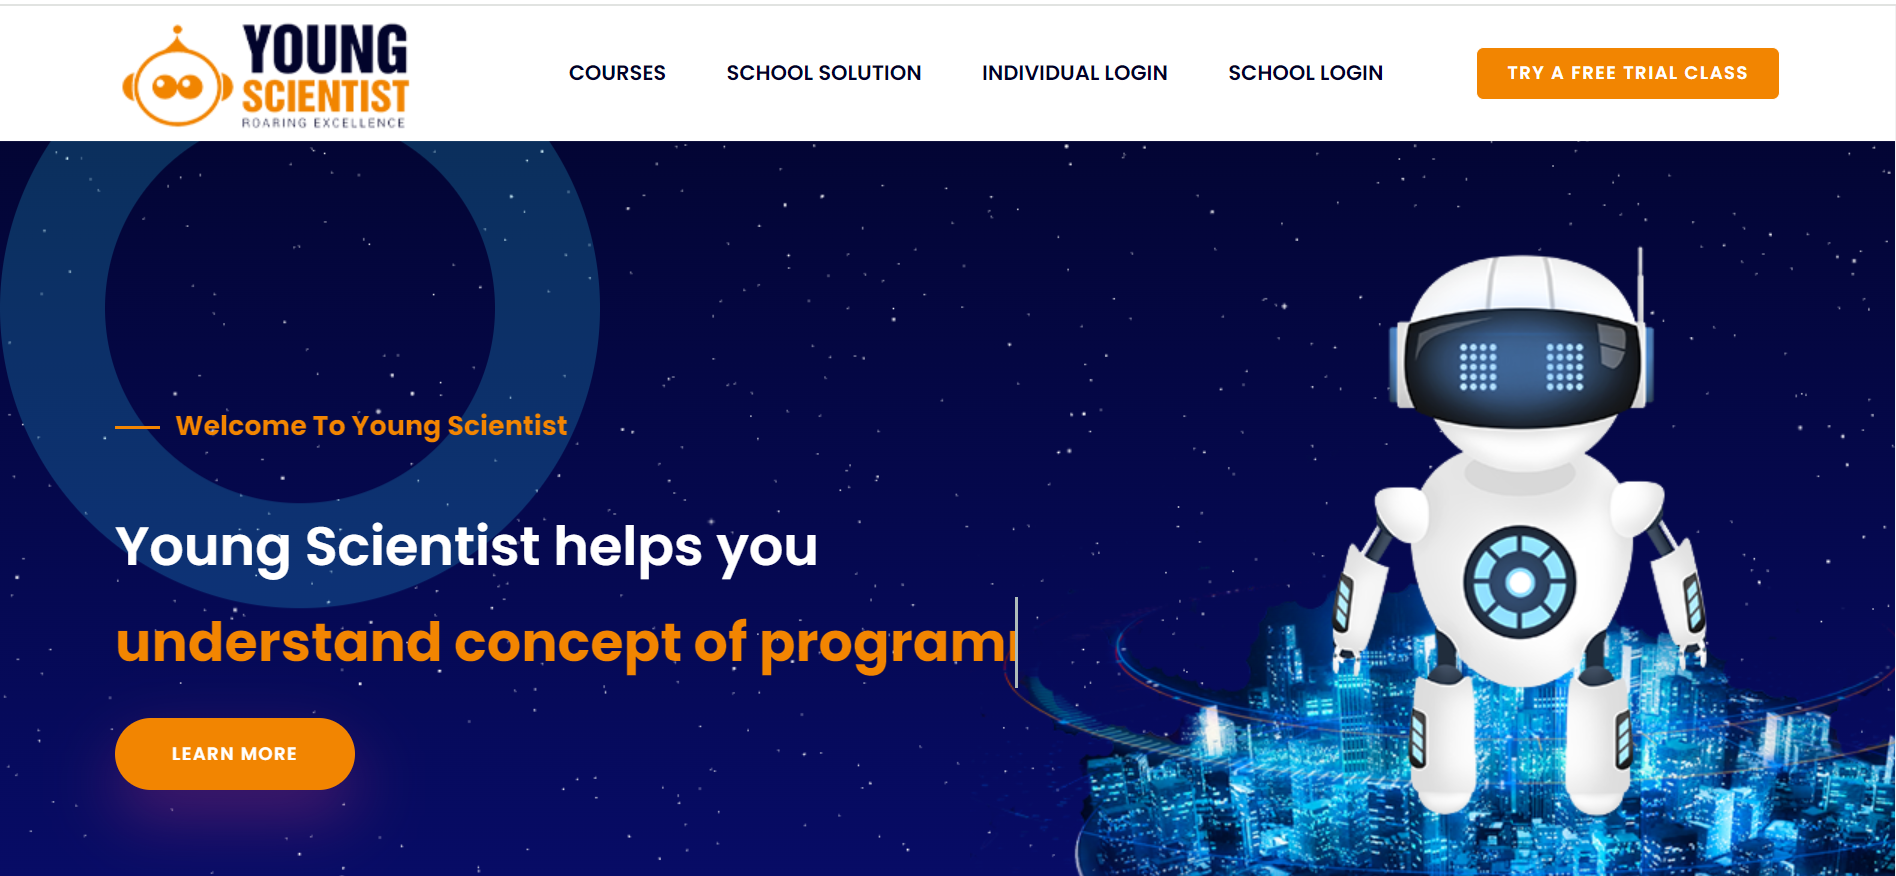 YOUNG
SCIENTIST
ROARING EXCELLENCE
COURSES
SCHOOL SOLUTION
INDIVIDUAL LOGIN
SCHOOL LOGIN
TRY A FREE TRIAL CLASS
Welcome To Young Scientist
Young Scientist helps you
understand concept of program
LEARN MORE